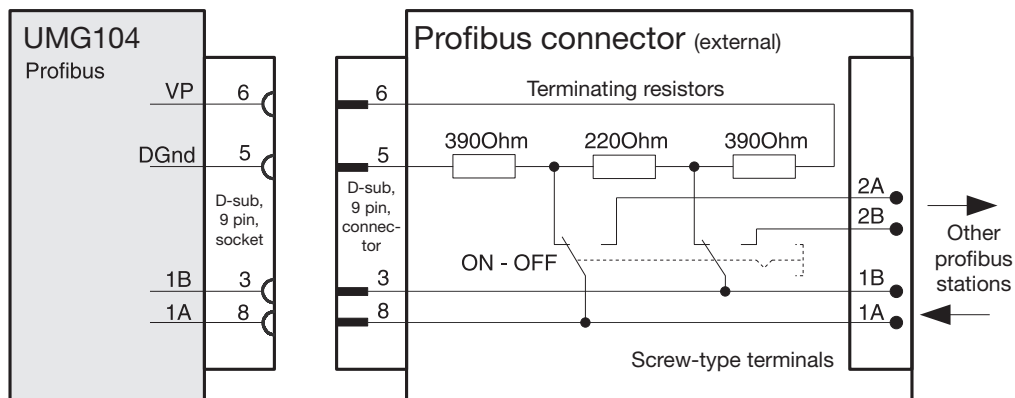 UMG104
Profibus
VP
6
DGnd
5
D-sub,
9 pin,
socket
1B
3
1A
8
Profibus connector (external)
6
Terminating resistors
5
390Ohm
220Ohm
390Ohm
D-sub,
9 pin,
connec-
tor
ON - OFF
3
8
2A
2B
1B
1A
Screw-type terminals
Other
profibus
stations